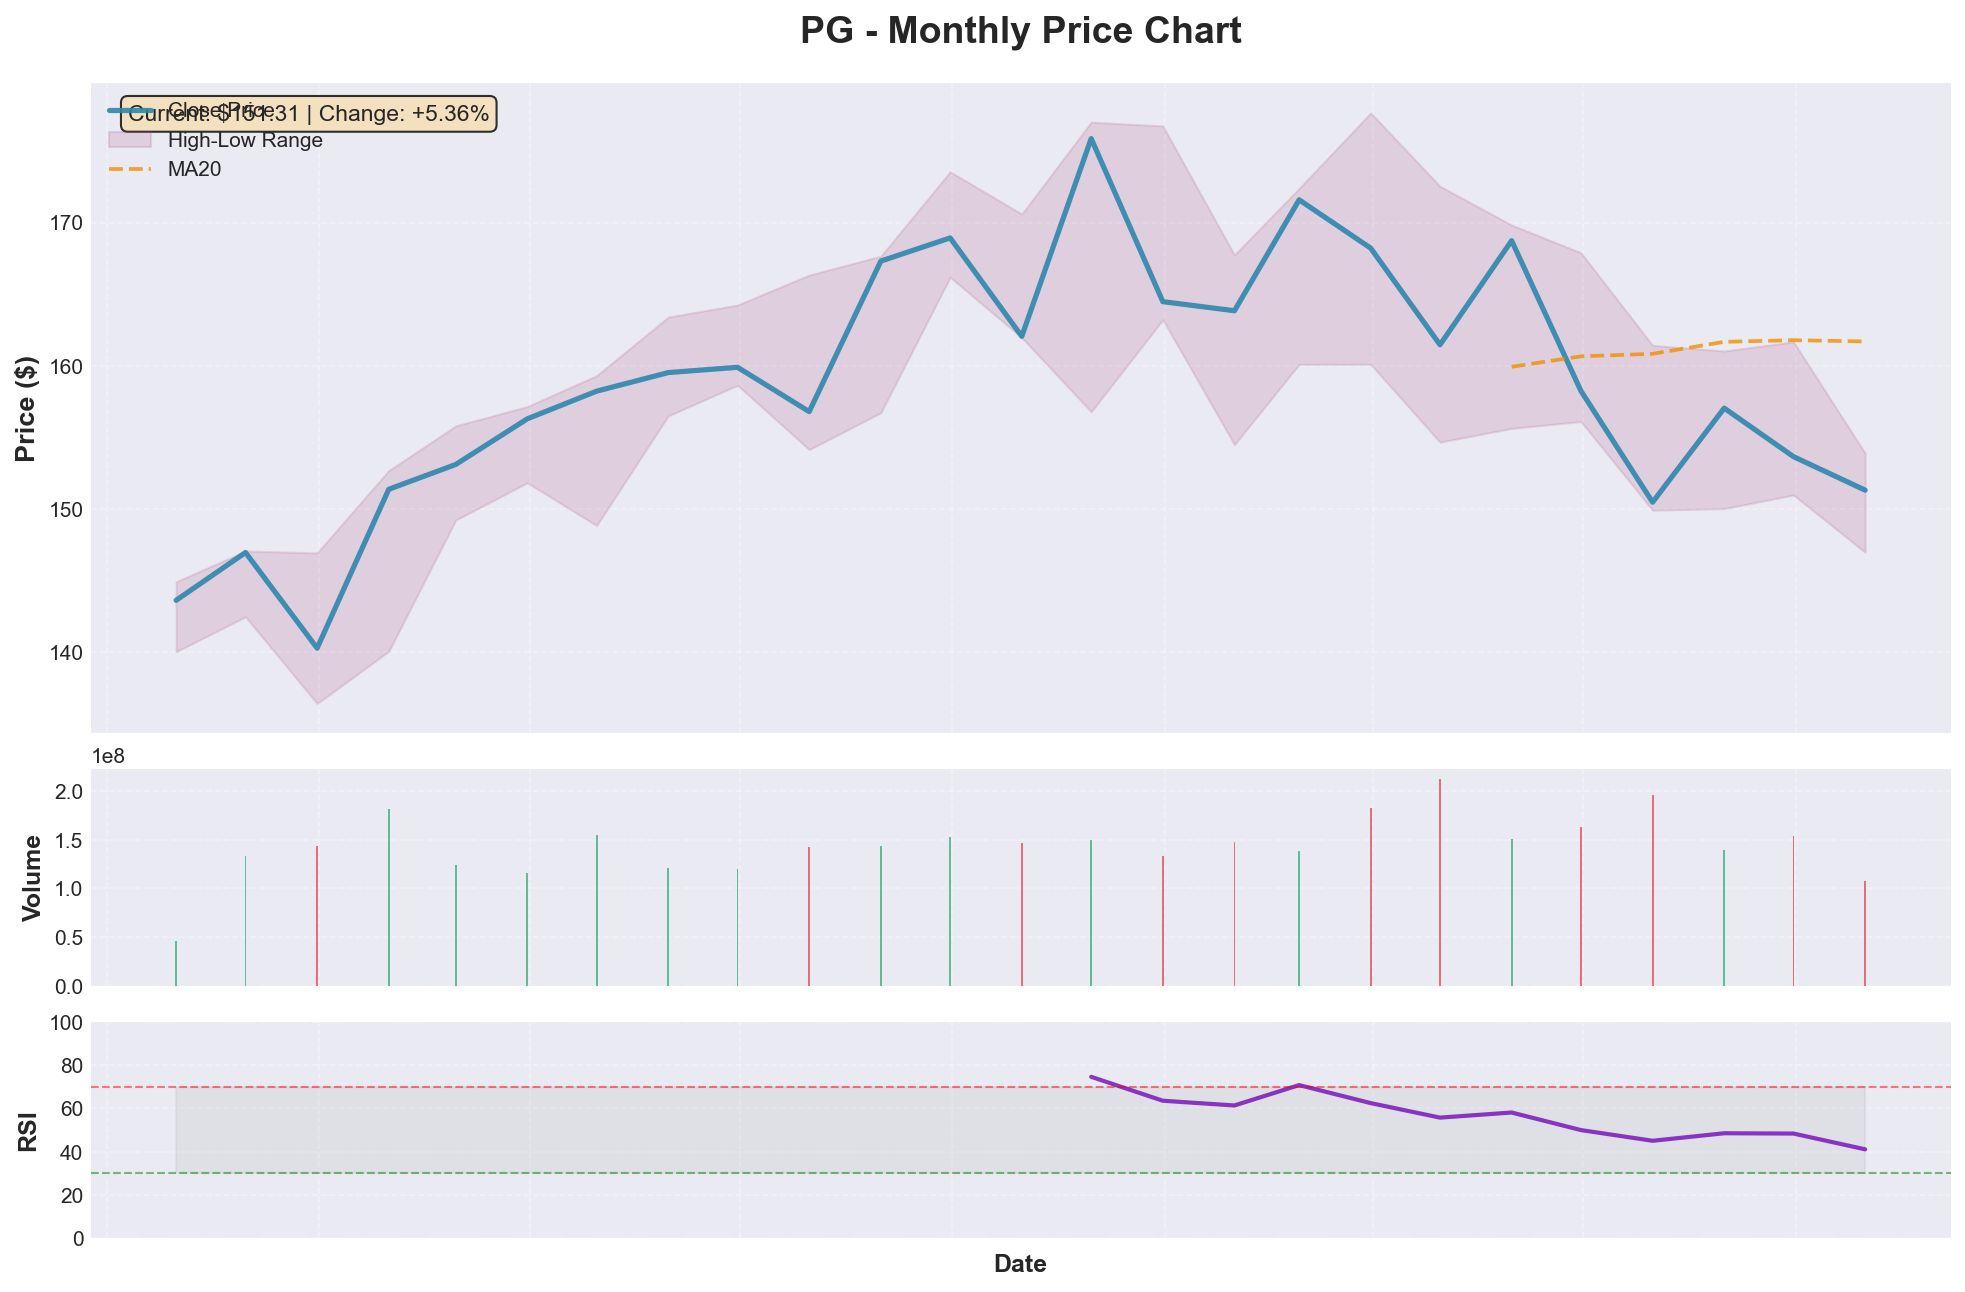 PG - Monthly Price Chart
Current: $151.31 | Change: +5.36%
Close Price
High-Low Range
MA20
Price ($)
170
160
150
140
1e8
Volume
2.0
1.5
1.0
0.5
0.0
RSI
100
80
60
40
20
0
Date